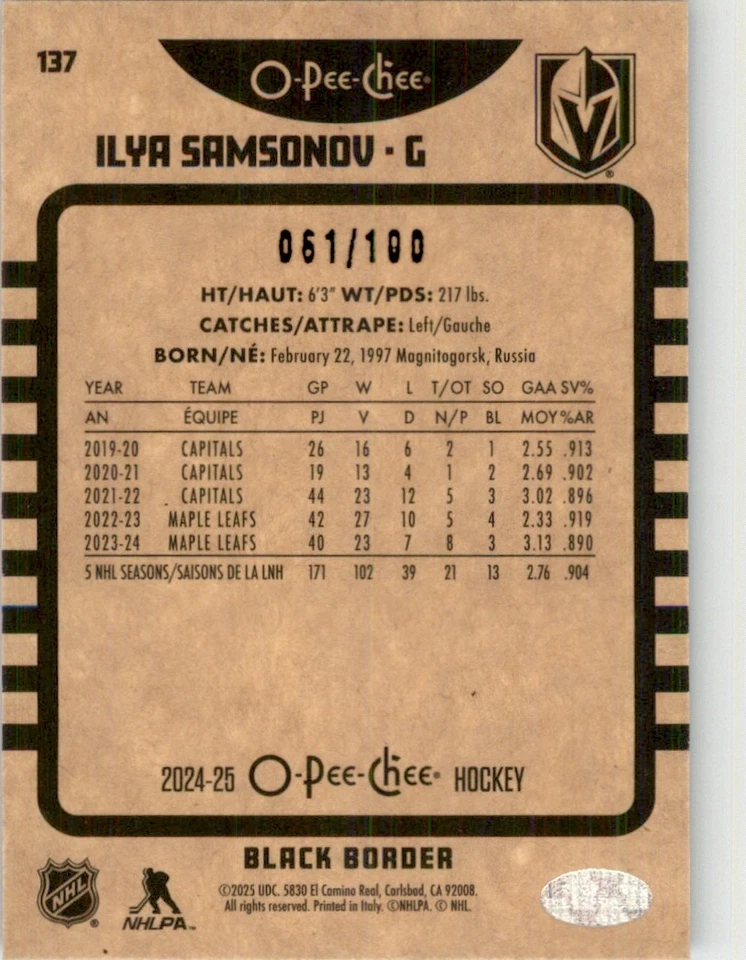 137
O-Pee-Chee®
ILYA SAMSONOV · G
061/100
HT/HAUT: 6'3" WT/PDS: 217 lbs.
CATCHES/ATTRAPE: Left/Gauche
BORN/NÉ: February 22, 1997 Magnitogorsk, Russia
YEAR TEAM GP W L T/OT SO GAA SV%
AN ÉQUIPE PJ V D N/P BL MOY %AR
2019-20 CAPITALS 26 16 6 2 1 2.55 .913
2020-21 CAPITALS 19 13 4 1 2 2.69 .902
2021-22 CAPITALS 44 23 12 5 3 3.02 .896
2022-23 MAPLE LEAFS 42 27 10 5 4 2.33 .919
2023-24 MAPLE LEAFS 40 23 7 8 3 3.13 .890
5 NHL SEASONS/SAISONS DE LA LNH 171 102 39 21 13 2.76 .904
2024-25 O-Pee-Chee® HOCKEY
BLACK BORDER
©2025 UDC. 5830 El Camino Real, Carlsbad, CA 92008.
All rights reserved. Printed in Italy. ©NHLPA. © NHL.
NHL®
NHLPA™